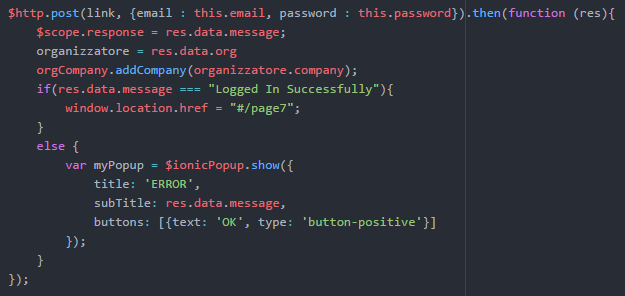 $http.post(link, {email : this.email, password : this.password}).then(function (res){
    $scope.response = res.data.message;
    organizzatore = res.data.org
    orgCompany.addCompany(organizzatore.company);
    if(res.data.message === "Logged In Successfully"){
        window.location.href = "#/page7";
    }
    else {
        var myPopup = $ionicPopup.show({
            title: 'ERROR',
            subTitle: res.data.message,
            buttons: [{text: 'OK', type: 'button-positive'}]
        });
    }
});